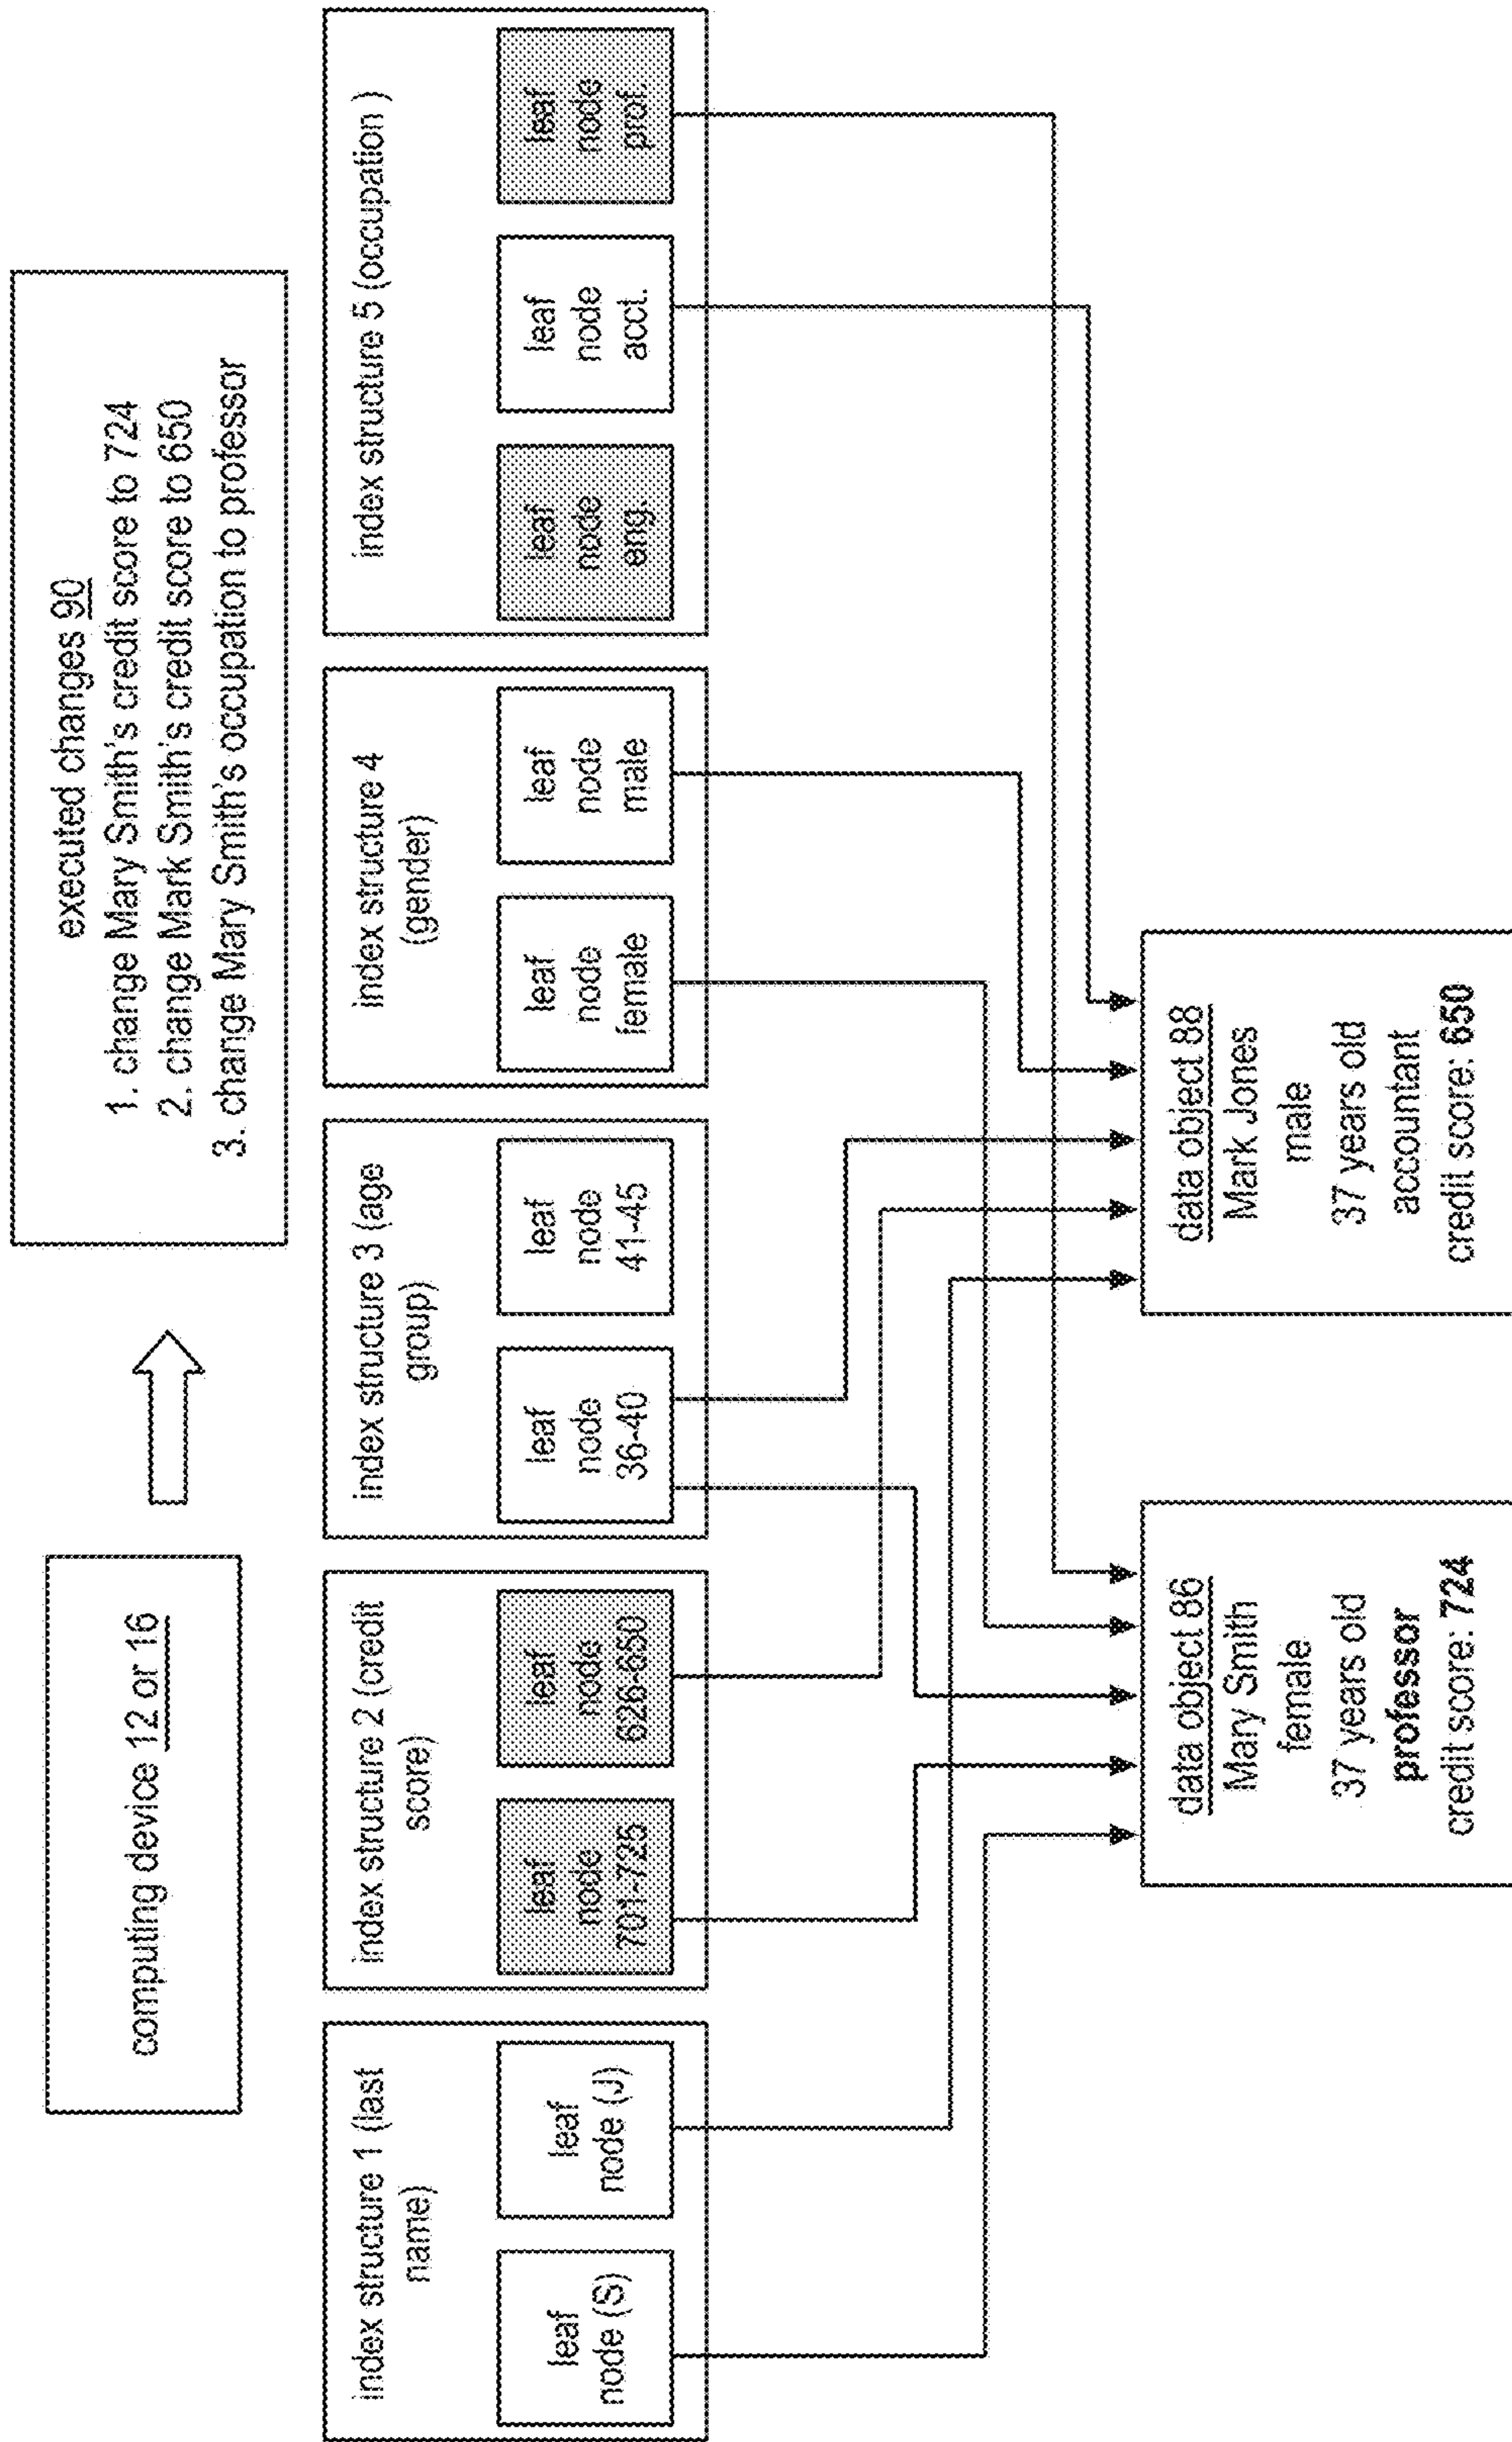 computing device 12 or 16
executed changes 90
1. change Mary Smith's credit score to 724
2. change Mark Smith's credit score to 650
3. change Mary Smith's occupation to professor
index structure 1 (last
name)
leaf
node (S)
leaf
node (J)
index structure 2 (credit
score)
leaf
node
701-725
leaf
node
626-650
index structure 3 (age
group)
leaf
node
36-40
leaf
node
41-45
index structure 4
(gender)
leaf
node
female
leaf
node
male
index structure 5 (occupation )
leaf
node
eng.
leaf
node
acct.
leaf
node
prof.
data object 86
Mary Smith
female
37 years old
professor
credit score: 724
data object 88
Mark Jones
male
37 years old
accountant
credit score: 650